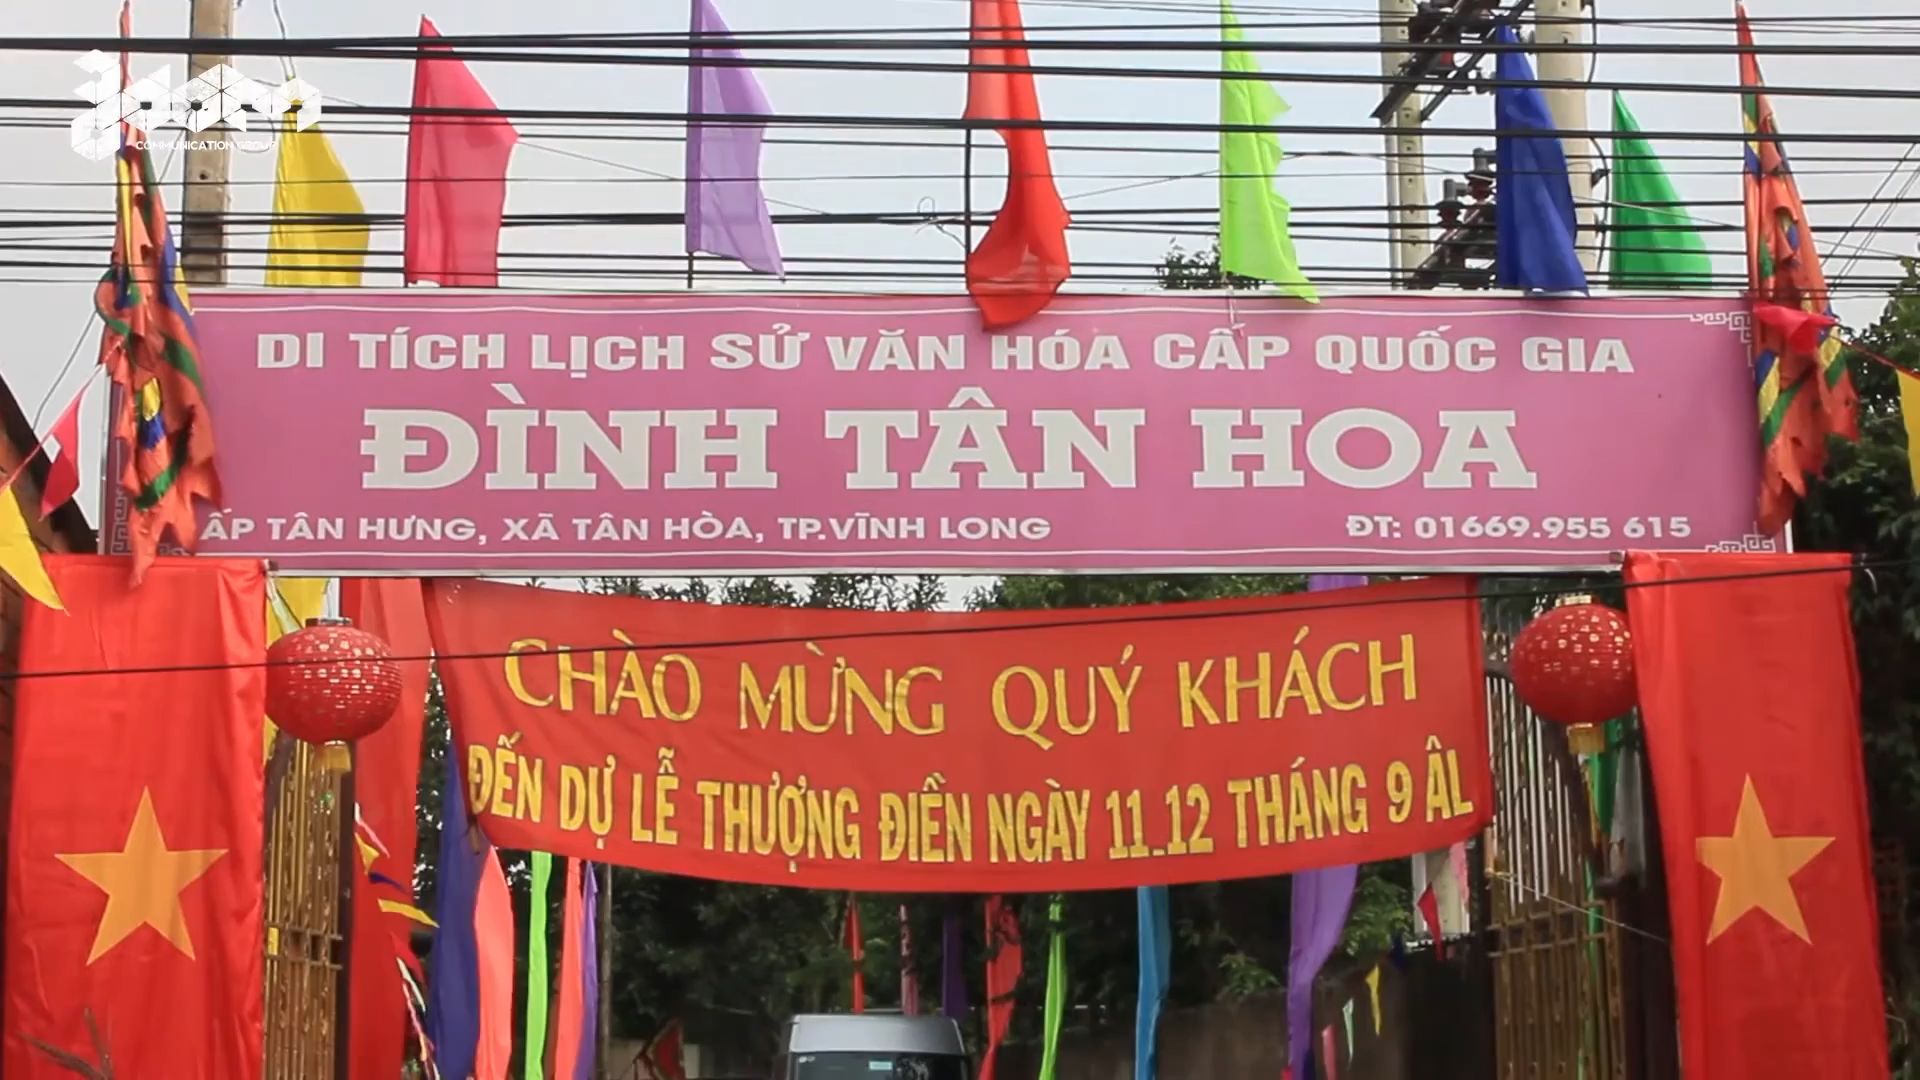 COMMUNICATION GROUP
DI TÍCH LỊCH SỬ VĂN HÓA CẤP QUỐC GIA
ĐÌNH TÂN HOA
ẤP TÂN HƯNG, XÃ TÂN HÒA, TP.VĨNH LONG
ĐT: 01669.955 615
CHÀO MỪNG QUÝ KHÁCH
ĐẾN DỰ LỄ THƯỢNG ĐIỀN NGÀY 11_12 THÁNG 9 ÂL